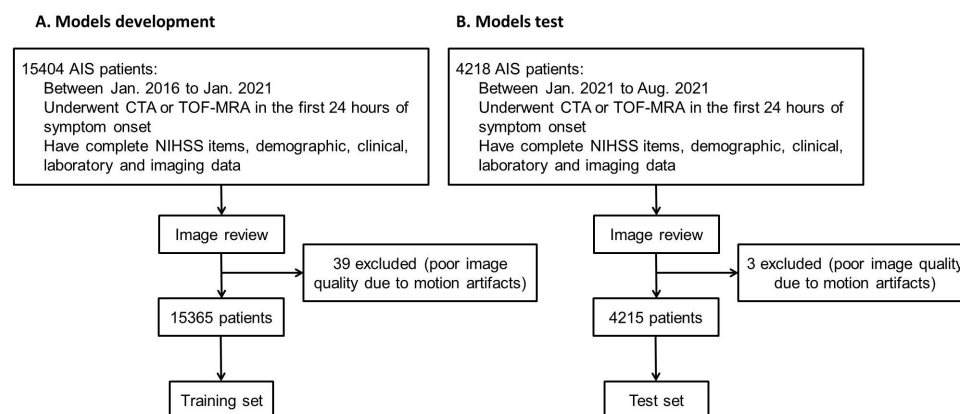 A. Models development
15404 AIS patients:
Between Jan. 2016 to Jan. 2021
Underwent CTA or TOF-MRA in the first 24 hours of
symptom onset
Have complete NIHSS items, demographic, clinical,
laboratory and imaging data
Image review
39 excluded (poor image
quality due to motion artifacts)
15365 patients
Training set
B. Models test
4218 AIS patients:
Between Jan. 2021 to Aug. 2021
Underwent CTA or TOF-MRA in the first 24 hours of
symptom onset
Have complete NIHSS items, demographic, clinical,
laboratory and imaging data
Image review
3 excluded (poor image quality
due to motion artifacts)
4215 patients
Test set